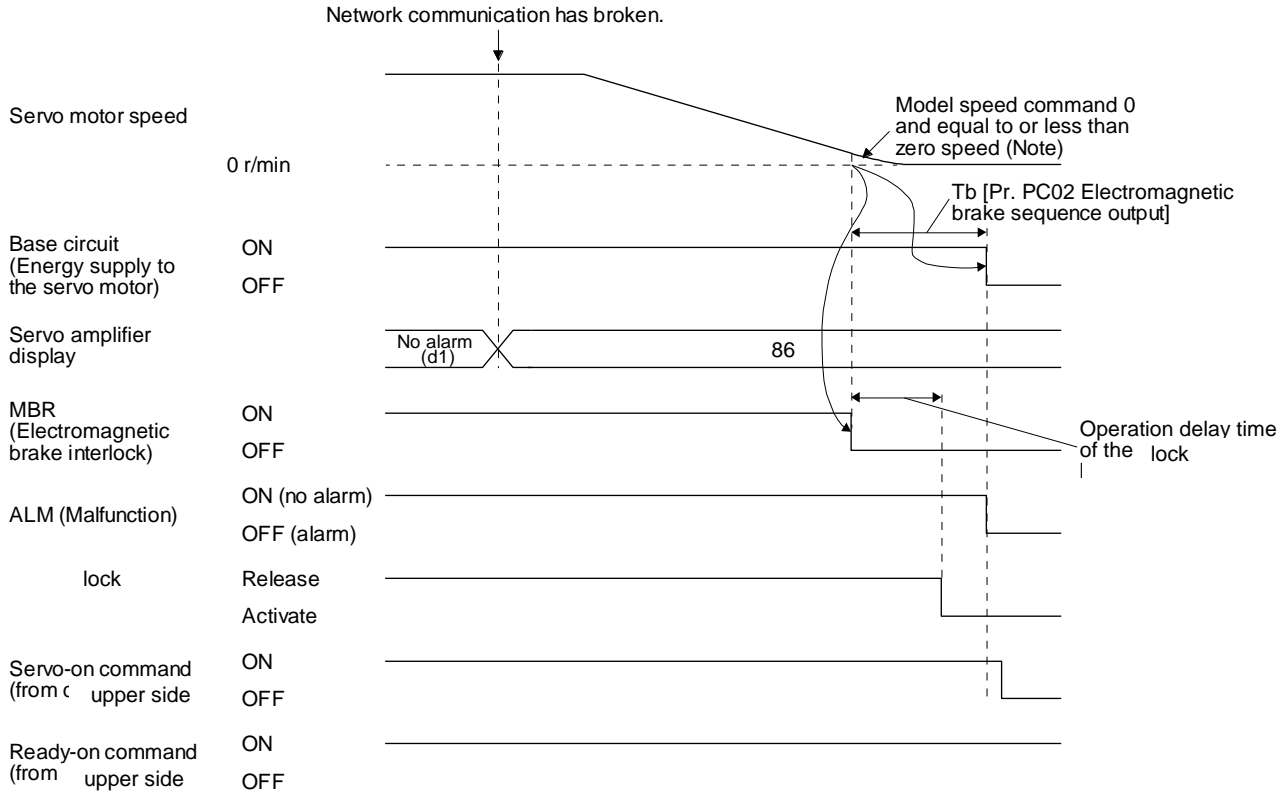 Network communication has broken.
Servo motor speed
0 r/min
Model speed command 0
and equal to or less than
zero speed (Note)
Tb [Pr. PC02 Electromagnetic
brake sequence output]
Base circuit
(Energy supply to
the servo motor)
ON
OFF
Servo amplifier
display
No alarm
(d1)
86
MBR
(Electromagnetic
brake interlock)
ON
OFF
Operation delay time
of the lock
ALM (Malfunction)
ON (no alarm)
OFF (alarm)
lock
Release
Activate
Servo-on command
(from upper side
ON
OFF
Ready-on command
(from upper side
ON
OFF